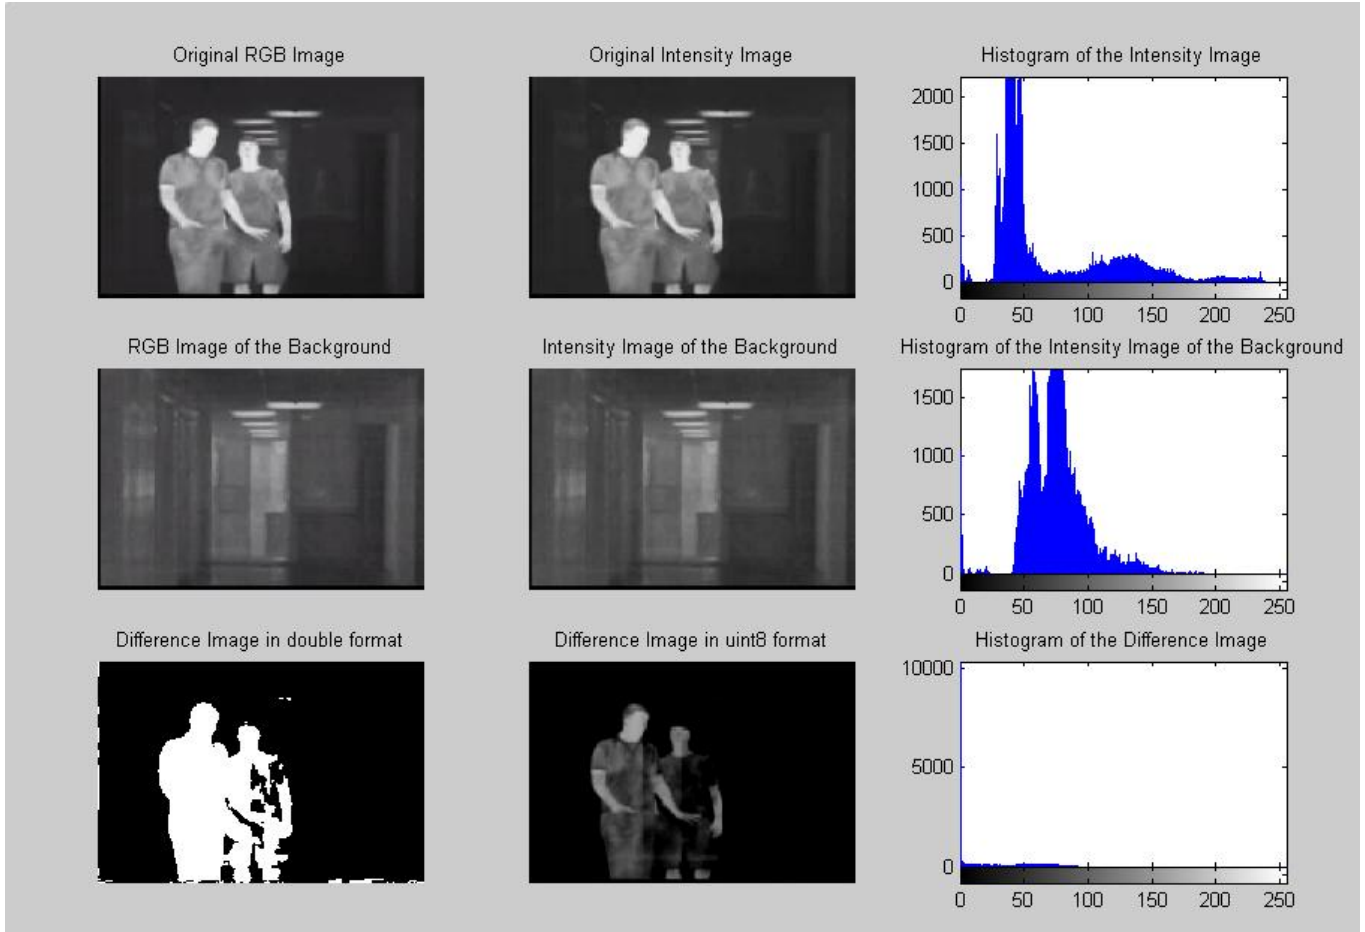 Original RGB Image
Original Intensity Image
Histogram of the Intensity Image
2000
1500
1000
500
0
0 50 100 150 200 250
RGB Image of the Background
Intensity Image of the Background
Histogram of the Intensity Image of the Background
1500
1000
500
0
0 50 100 150 200 250
Difference Image in double format
Difference Image in uint8 format
Histogram of the Difference Image
10000
5000
0
0 50 100 150 200 250